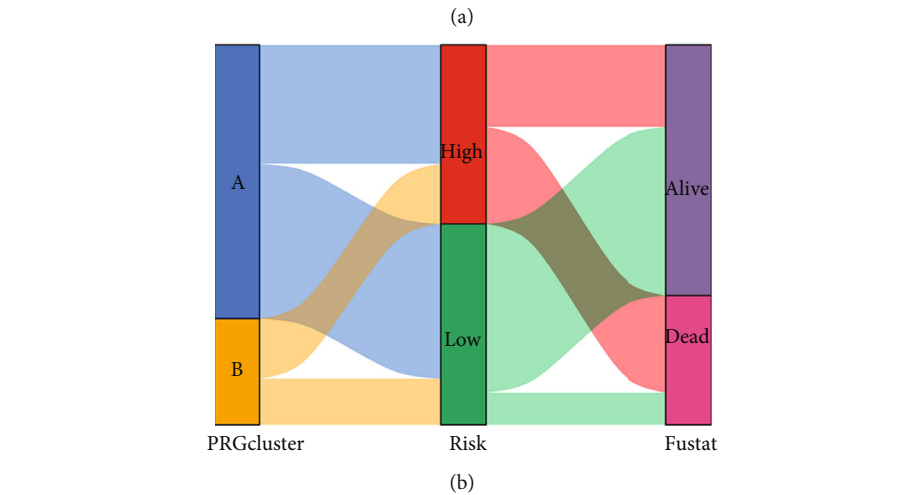 (a)
High
A
Alive
Dead
Low
B
PRGcluster Risk Fustat
(b)